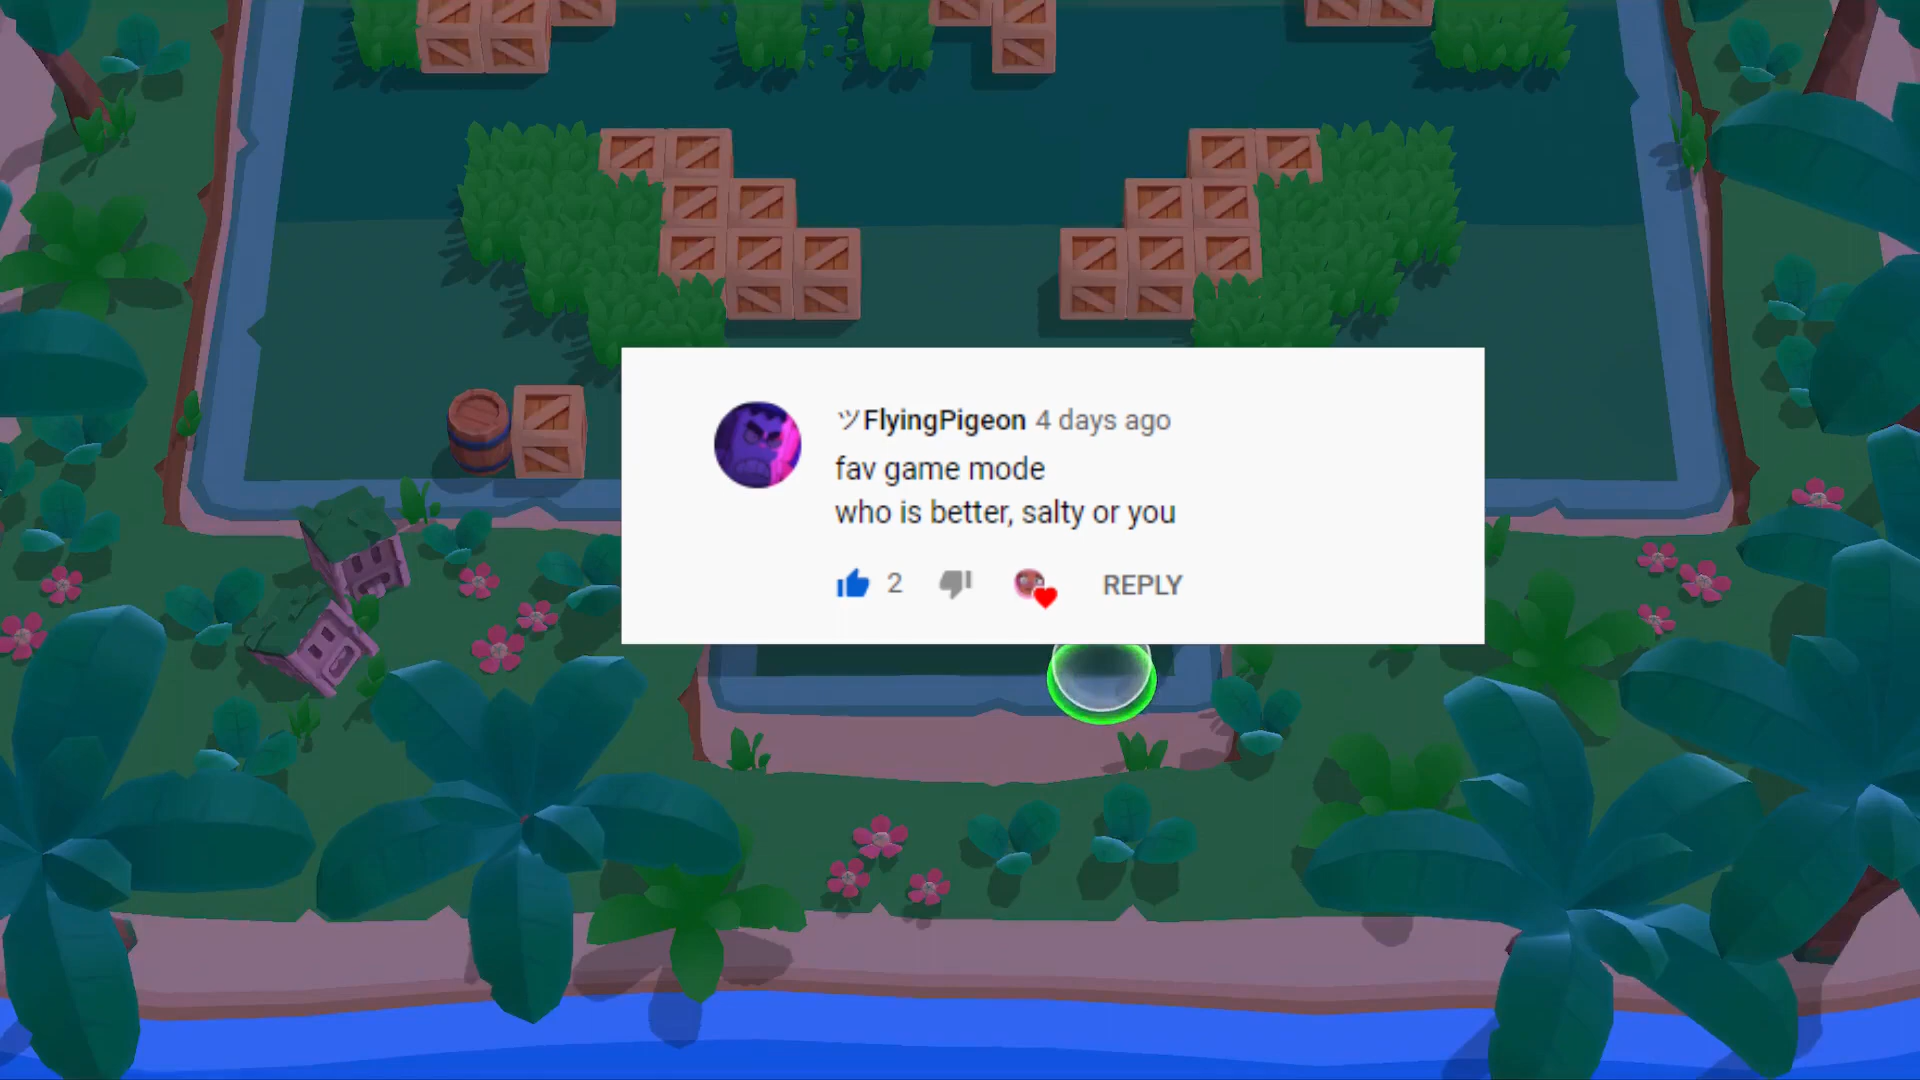 ツFlyingPigeon 4 days ago
fav game mode
who is better, salty or you
2 REPLY